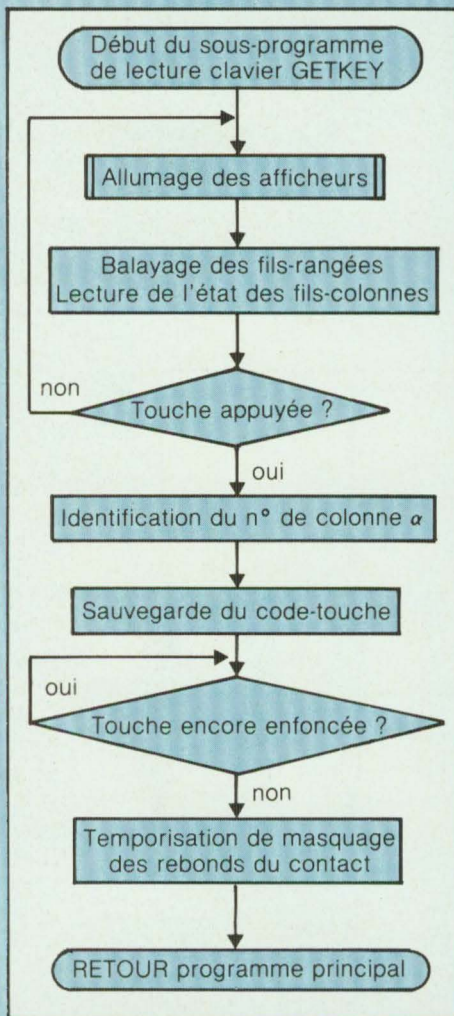 Début du sous-programme
de lecture clavier GETKEY
Allumage des afficheurs
Balayage des fils-rangées
Lecture de l'état des fils-colonnes
non
Touche appuyée ?
oui
Identification du n° de colonne α
Sauvegarde du code-touche
oui
Touche encore enfoncée ?
non
Temporisation de masquage
des rebonds du contact
RETOUR programme principal